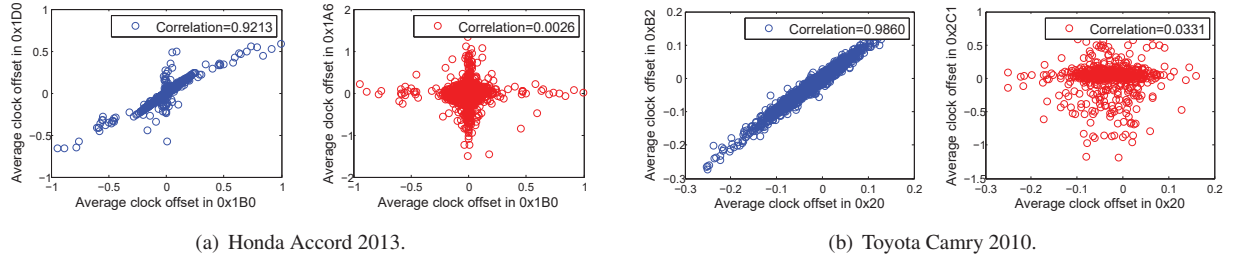 Correlation=0.9213
Average clock offset in 0x1D0
1
0.5
0
−0.5
−1
−1 −0.5 0 0.5 1
Average clock offset in 0x1B0
Correlation=0.0026
Average clock offset in 0x1A6
2
1
0
−1
−2
−1 −0.5 0 0.5 1
Average clock offset in 0x1B0
(a) Honda Accord 2013.
Correlation=0.9860
Average clock offset in 0xB2
0.2
0.1
0
−0.1
−0.2
−0.3
−0.3 −0.2 −0.1 0 0.1 0.2
Average clock offset in 0x20
Correlation=0.0331
Average clock offset in 0x2C1
1
0.5
0
−0.5
−1
−1.5
−0.3 −0.2 −0.1 0 0.1 0.2
Average clock offset in 0x20
(b) Toyota Camry 2010.